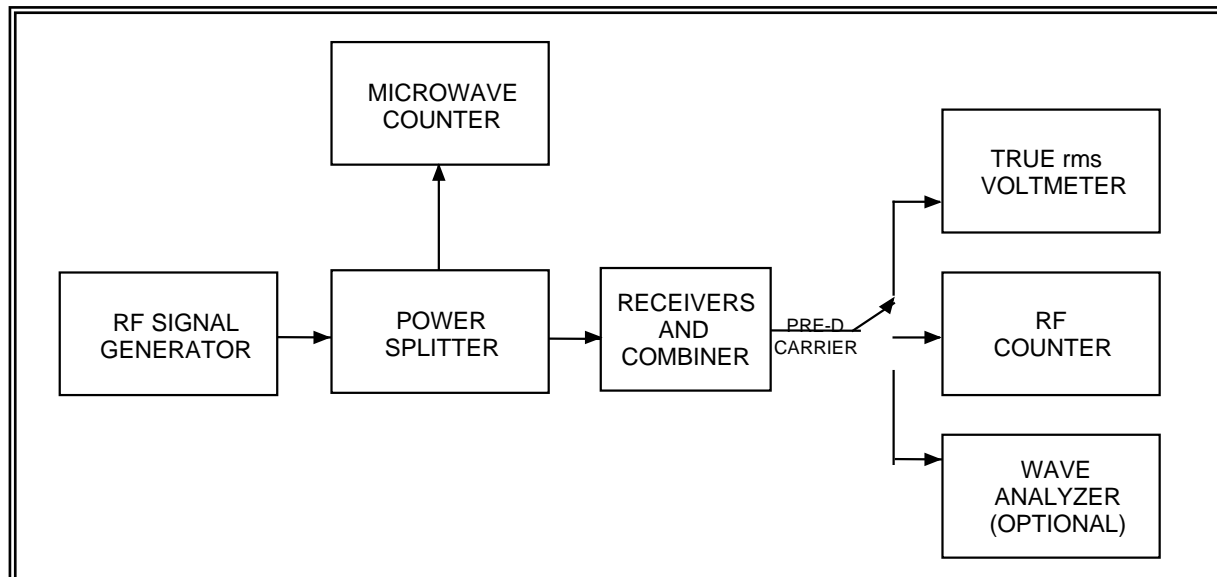 MICROWAVE
COUNTER
TRUE rms
VOLTMETER
RF SIGNAL
GENERATOR
POWER
SPLITTER
RECEIVERS
AND
COMBINER
PRE-D
CARRIER
RF
COUNTER
WAVE
ANALYZER
(OPTIONAL)